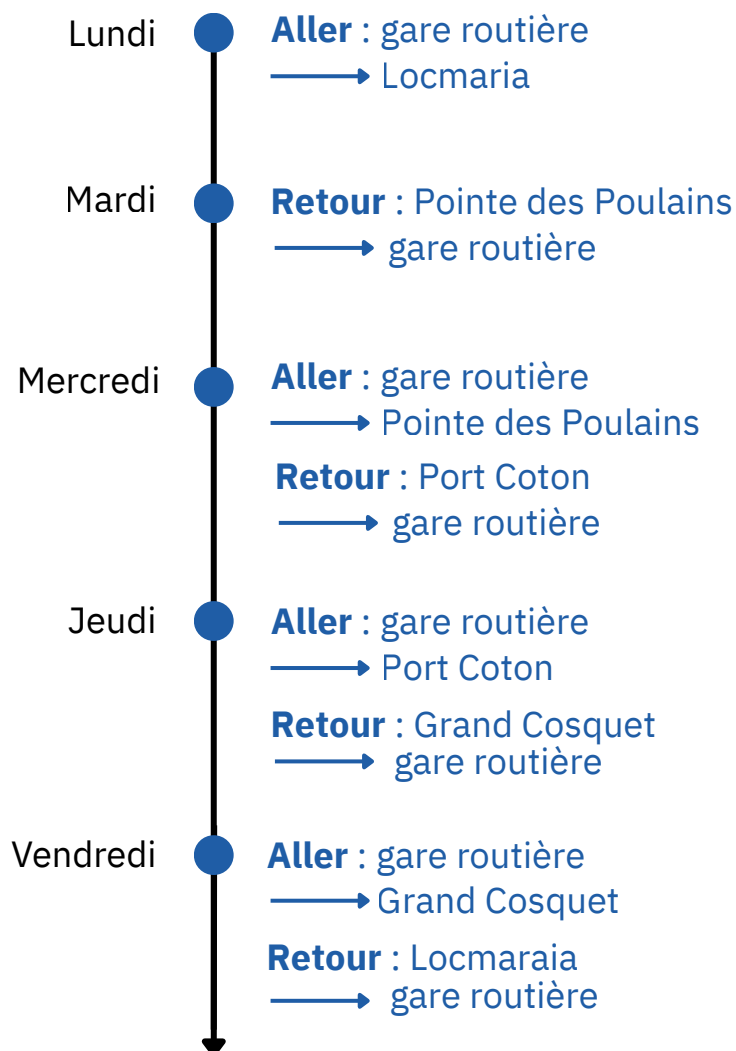 Lundi
Aller : gare routière
Locmaria
Mardi
Retour : Pointe des Poulains
gare routière
Mercredi
Aller : gare routière
Pointe des Poulains
Retour : Port Coton
gare routière
Jeudi
Aller : gare routière
Port Coton
Retour : Grand Cosquet
gare routière
Vendredi
Aller : gare routière
Grand Cosquet
Retour : Locmaraia
gare routière